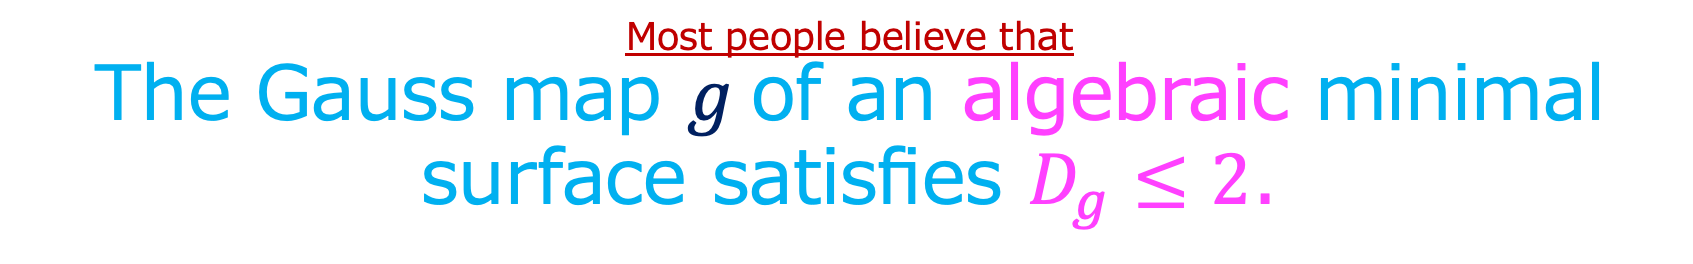 Most people believe that
The Gauss map g of an algebraic minimal
surface satisfies D_g ≤ 2.